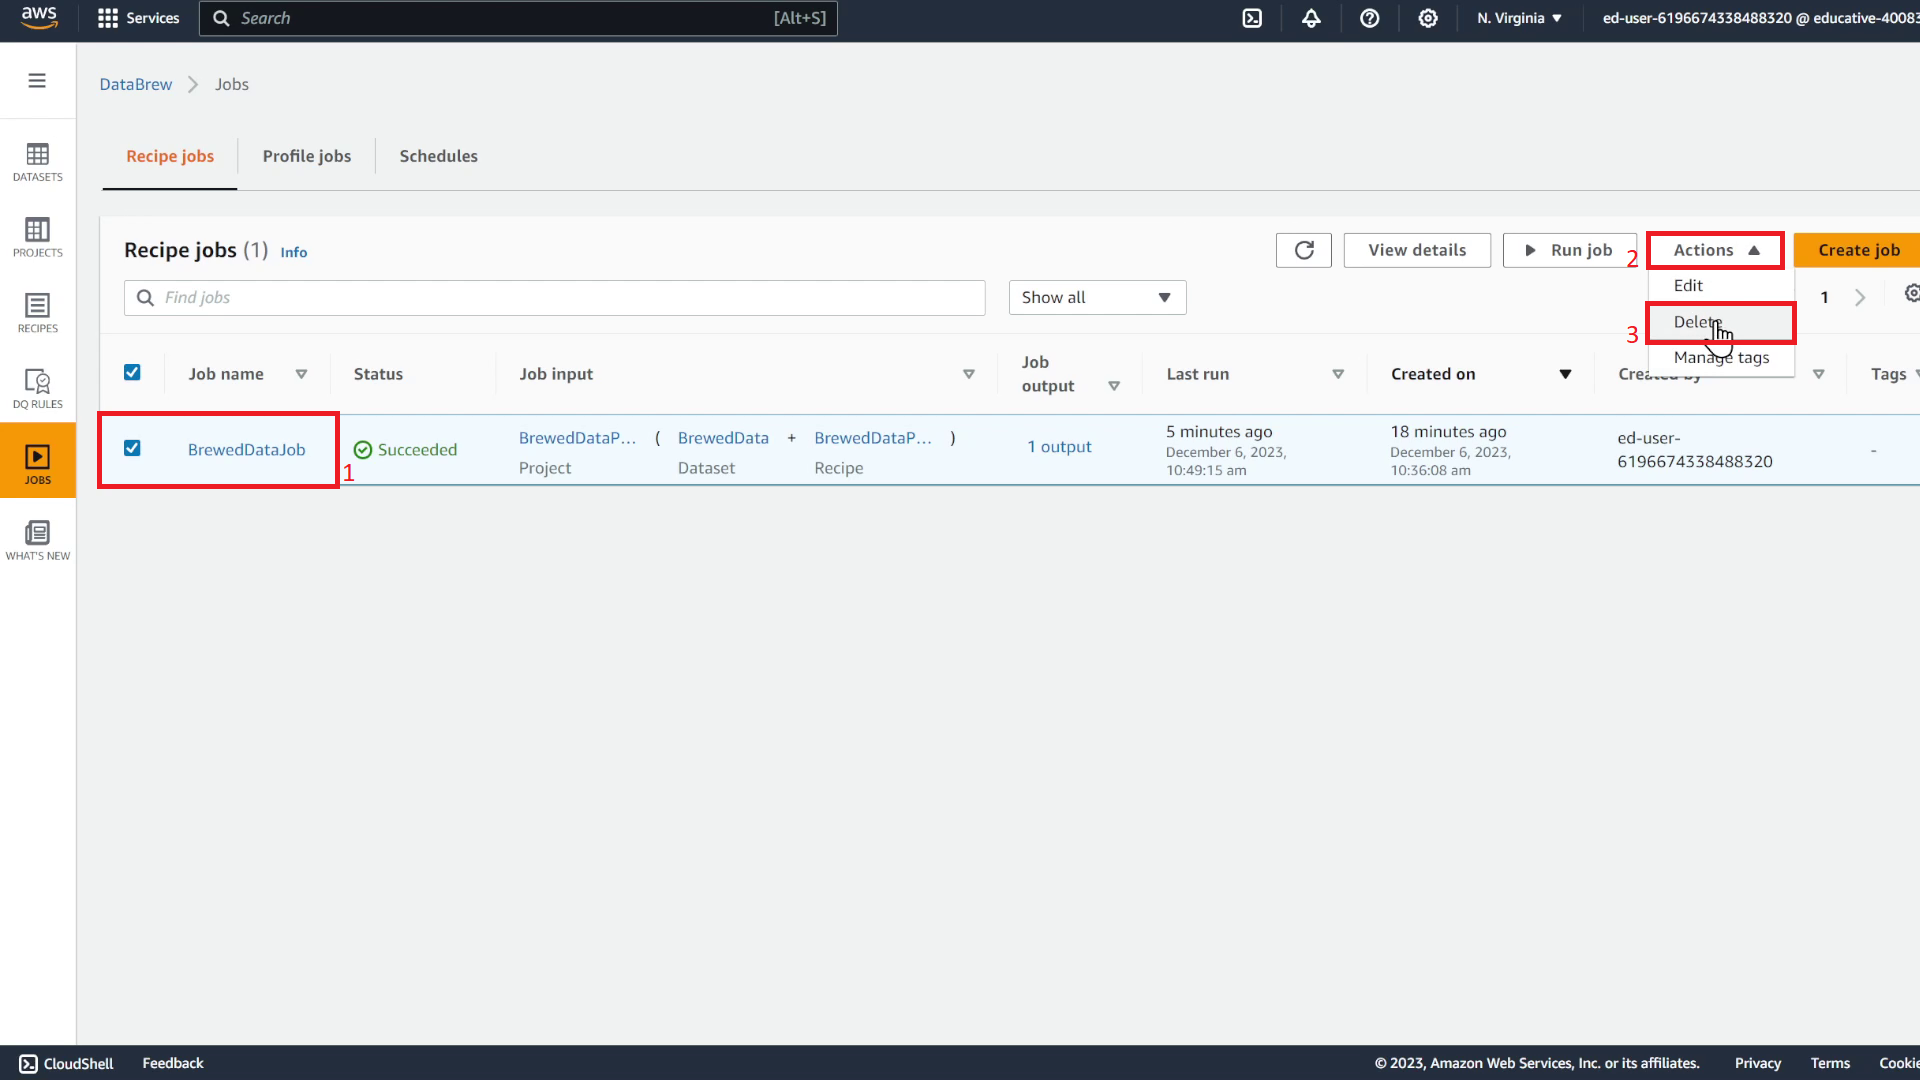 aws Services Search [Alt+S] N. Virginia ed-user-6196674338488320 @ educative-40083
DataBrew Jobs
Recipe jobs Profile jobs Schedules
DATASETS
PROJECTS
RECIPES
DQ RULES
JOBS
WHAT'S NEW
Recipe jobs (1) Info View details Run job 2 Actions Create job
Edit
Find jobs Show all 1
3 Delete
Manage tags
Job name Status Job input Job output Last run Created on Created by Tags
BrewedDataJob 1 Succeeded
BrewedDataP... ( BrewedData + BrewedDataP... )
Project Dataset Recipe
1 output
5 minutes ago
December 6, 2023,
10:49:15 am
18 minutes ago
December 6, 2023,
10:36:08 am
ed-user-
6196674338488320
-
CloudShell Feedback © 2023, Amazon Web Services, Inc. or its affiliates. Privacy Terms Cookie